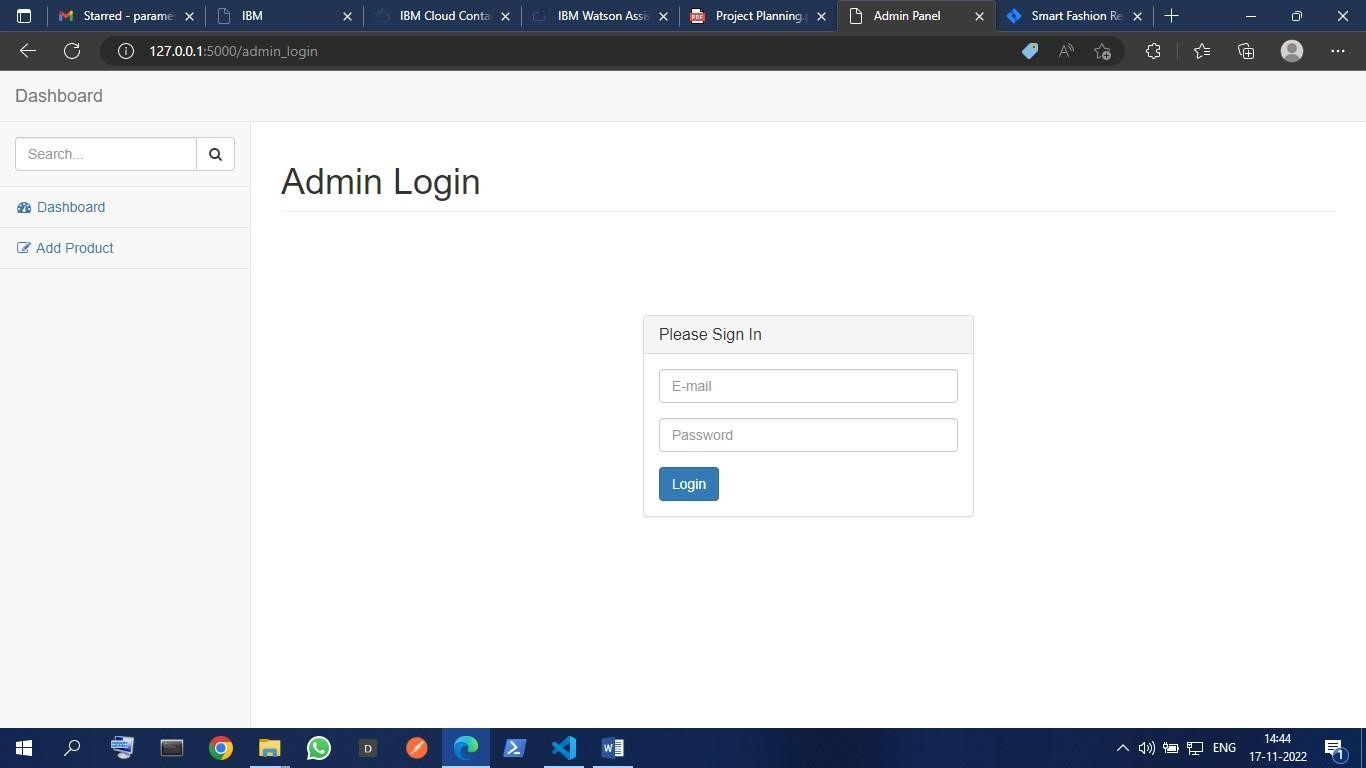 Starred - parame
IBM
IBM Cloud Conta
IBM Watson Assis
Project Planning.p
Admin Panel
Smart Fashion Re
127.0.0.1:5000/admin_login
Dashboard
Search...
Dashboard
Add Product
Admin Login
Please Sign In
E-mail
Password
Login
ENG
14:44
17-11-2022
1